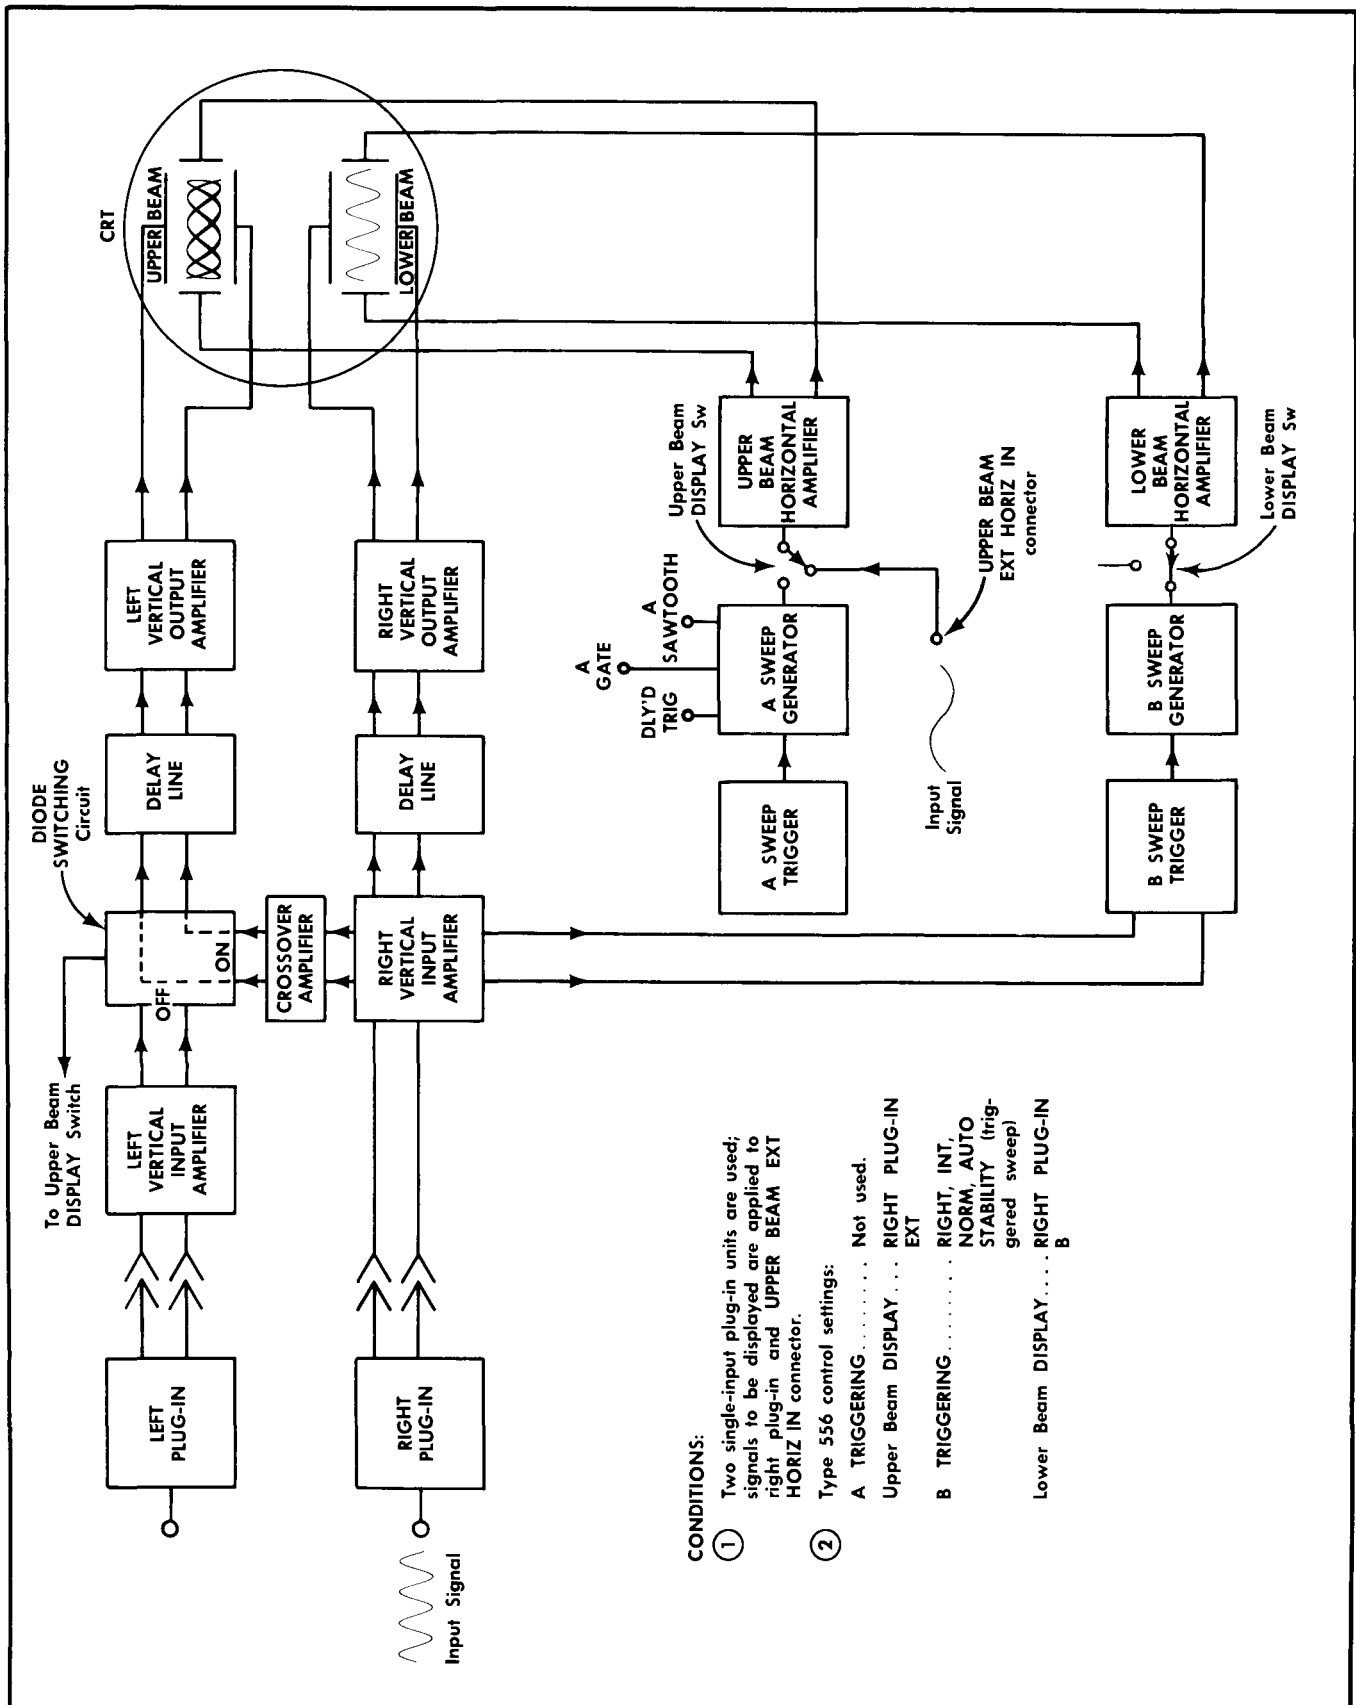 To Upper Beam
DISPLAY Switch
DIODE
SWITCHING
Circuit
CRT
LEFT
PLUG-IN
LEFT
VERTICAL
INPUT
AMPLIFIER
OFF
ON
DELAY
LINE
LEFT
VERTICAL
OUTPUT
AMPLIFIER
UPPER BEAM
CROSSOVER
AMPLIFIER
Input Signal
RIGHT
PLUG-IN
RIGHT
VERTICAL
INPUT
AMPLIFIER
DELAY
LINE
RIGHT
VERTICAL
OUTPUT
AMPLIFIER
LOWER BEAM
DLY'D
TRIG
A
GATE
A
SAWTOOTH
Upper Beam
DISPLAY Sw
A SWEEP
TRIGGER
A SWEEP
GENERATOR
UPPER
BEAM
HORIZONTAL
AMPLIFIER
Input
Signal
UPPER BEAM
EXT HORIZ IN
connector
B SWEEP
TRIGGER
B SWEEP
GENERATOR
LOWER
BEAM
HORIZONTAL
AMPLIFIER
Lower Beam
DISPLAY Sw
CONDITIONS:
1 Two single-input plug-in units are used;
signals to be displayed are applied to
right plug-in and UPPER BEAM EXT
HORIZ IN connector.
2 Type 556 control settings:
A TRIGGERING......... Not used.
Upper Beam DISPLAY... RIGHT PLUG-IN
EXT
B TRIGGERING........ RIGHT, INT,
NORM, AUTO
STABILITY (trig-
gered sweep)
Lower Beam DISPLAY.... RIGHT PLUG-IN
B